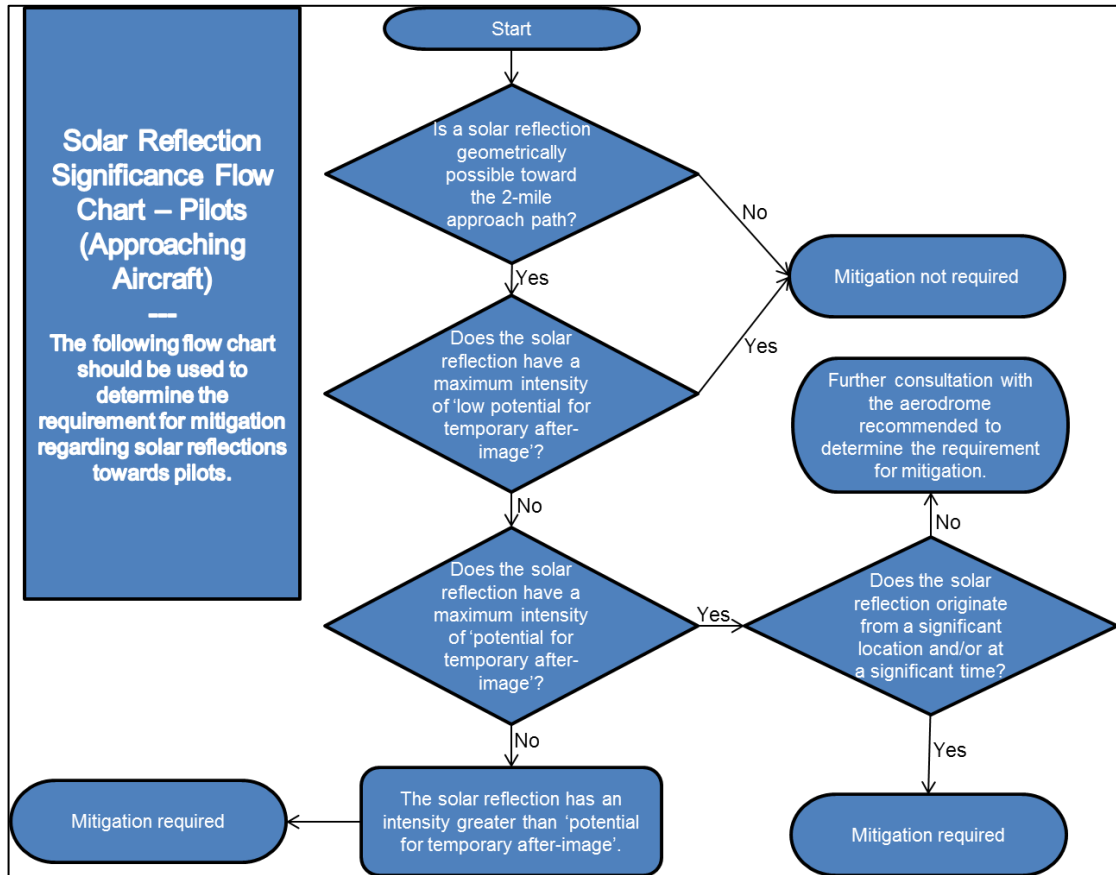 Solar Reflection
Significance Flow
Chart – Pilots
(Approaching
Aircraft)
---
The following flow chart
should be used to
determine the
requirement for mitigation
regarding solar reflections
towards pilots.
Start
Is a solar reflection
geometrically
possible toward
the 2-mile
approach path?
No
Yes
Mitigation not required
Does the solar
reflection have a
maximum intensity
of ‘low potential for
temporary after-
image’?
Yes
No
Further consultation with
the aerodrome
recommended to
determine the requirement
for mitigation.
No
Does the solar
reflection have a
maximum intensity
of ‘potential for
temporary after-
image’?
Yes
Does the solar
reflection originate
from a significant
location and/or at
a significant time?
No
Yes
The solar reflection has an
intensity greater than ‘potential
for temporary after-image’.
Mitigation required
Mitigation required